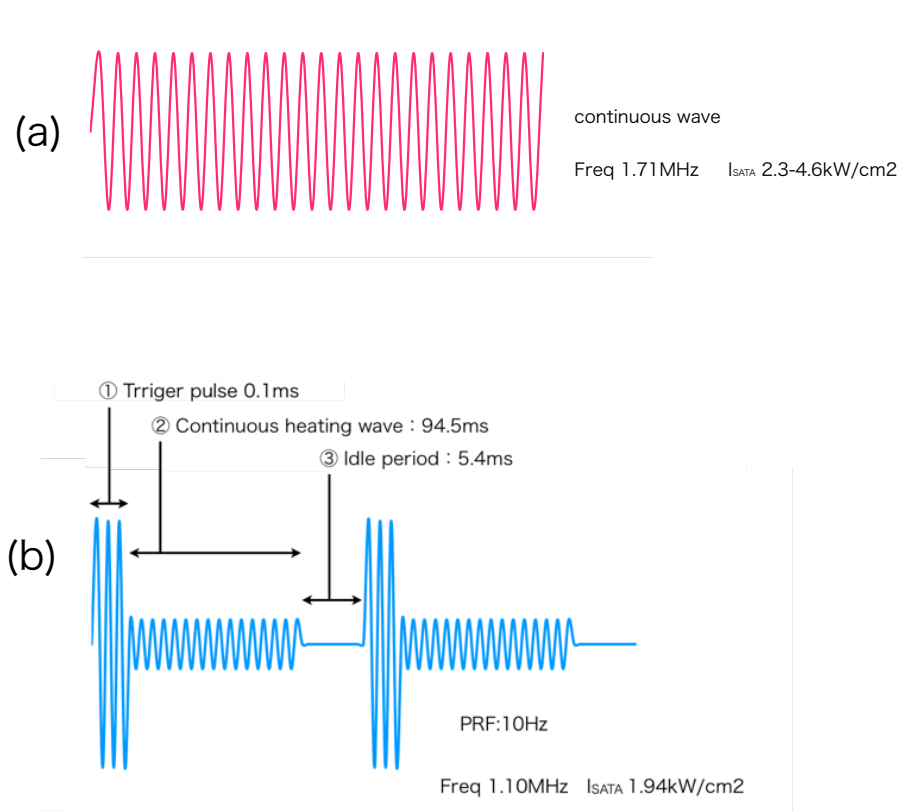 (a)
continuous wave
Freq 1.71MHz ISATA 2.3-4.6kW/cm2
① Trriger pulse 0.1ms
② Continuous heating wave：94.5ms
③ Idle period：5.4ms
(b)
PRF:10Hz
Freq 1.10MHz ISATA 1.94kW/cm2